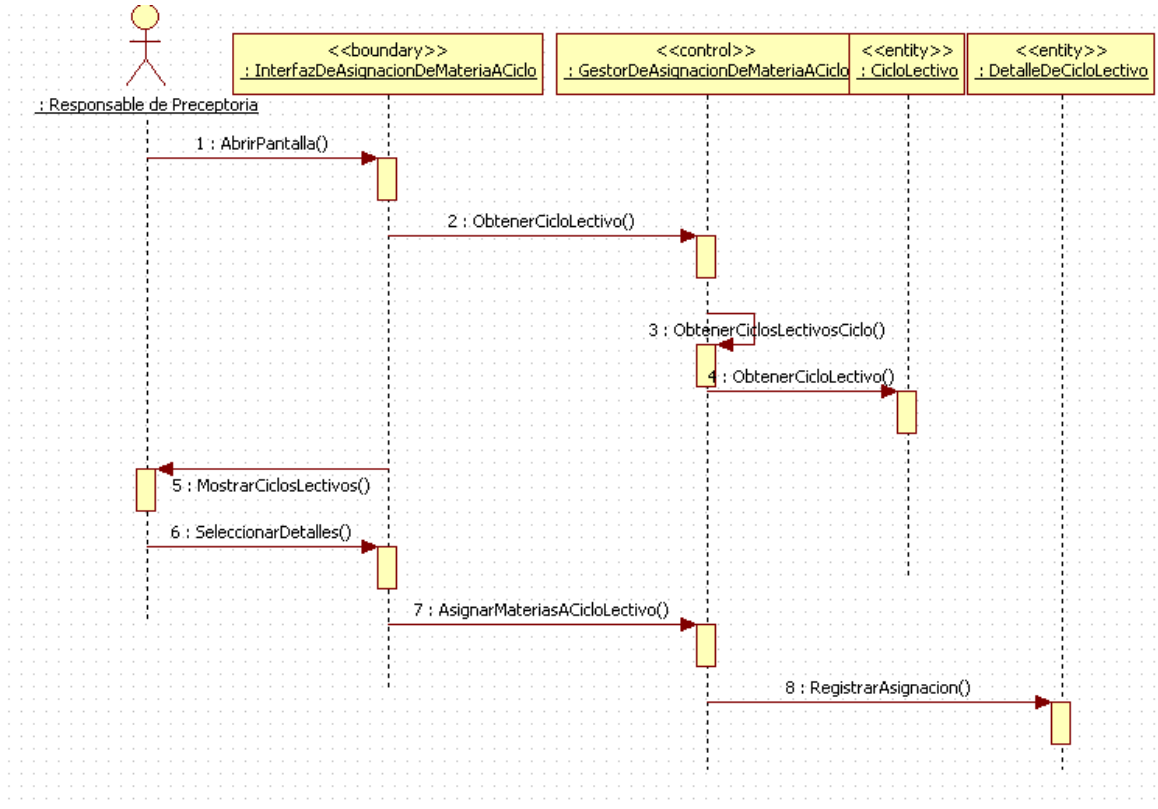 <<boundary>>
: InterfazDeAsignacionDeMateriaACiclo
<<control>>
: GestorDeAsignacionDeMateriaACiclo
<<entity>>
: CicloLectivo
<<entity>>
: DetalleDeCicloLectivo
: Responsable de Preceptoria
1 : AbrirPantalla()
2 : ObtenerCicloLectivo()
3 : ObtenerCiclosLectivosCiclo()
4 : ObtenerCicloLectivo()
5 : MostrarCiclosLectivos()
6 : SeleccionarDetalles()
7 : AsignarMateriasACicloLectivo()
8 : RegistrarAsignacion()